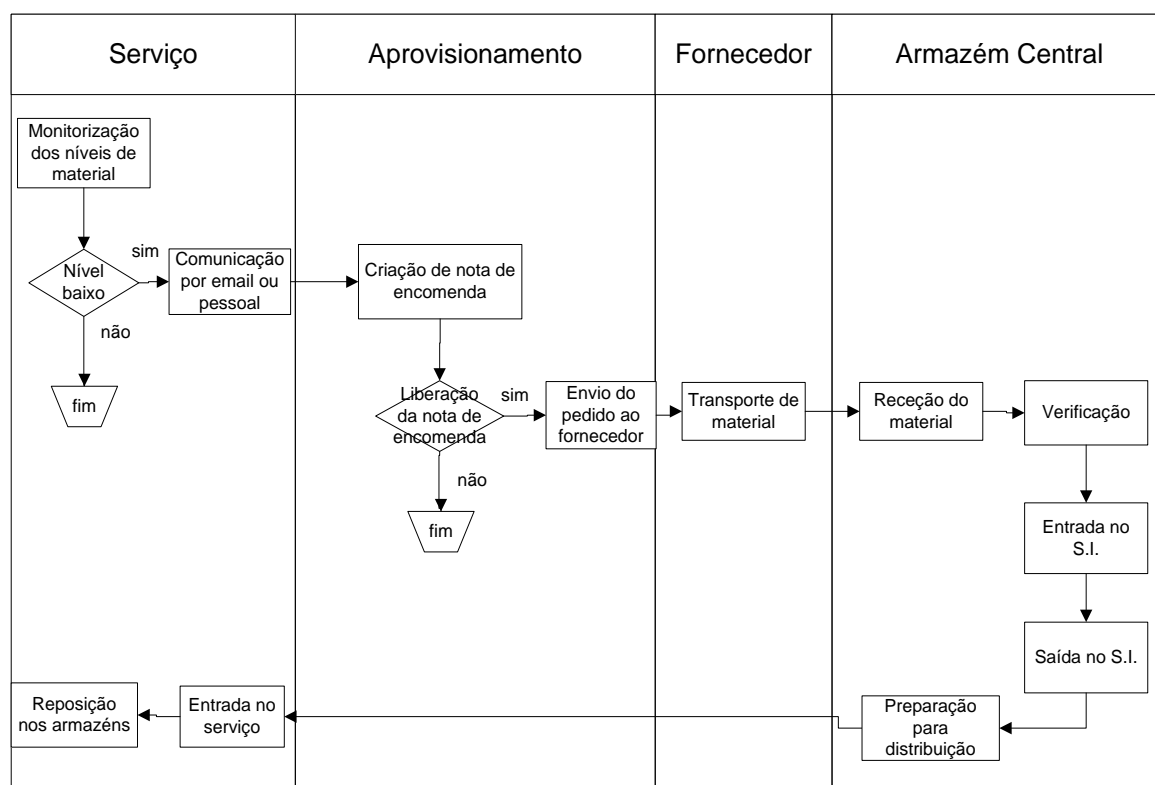 Serviço
Aprovisionamento
Fornecedor
Armazém Central
Monitorização
dos níveis de
material
Nível
baixo
sim
não
fim
Comunicação
por email ou
pessoal
Criação de nota de
encomenda
Liberação
da nota de
encomenda
sim
não
fim
Envio do
pedido ao
fornecedor
Transporte de
material
Receção do
material
Verificação
Entrada no
S.I.
Saída no S.I.
Preparação
para
distribuição
Entrada no
serviço
Reposição
nos armazéns